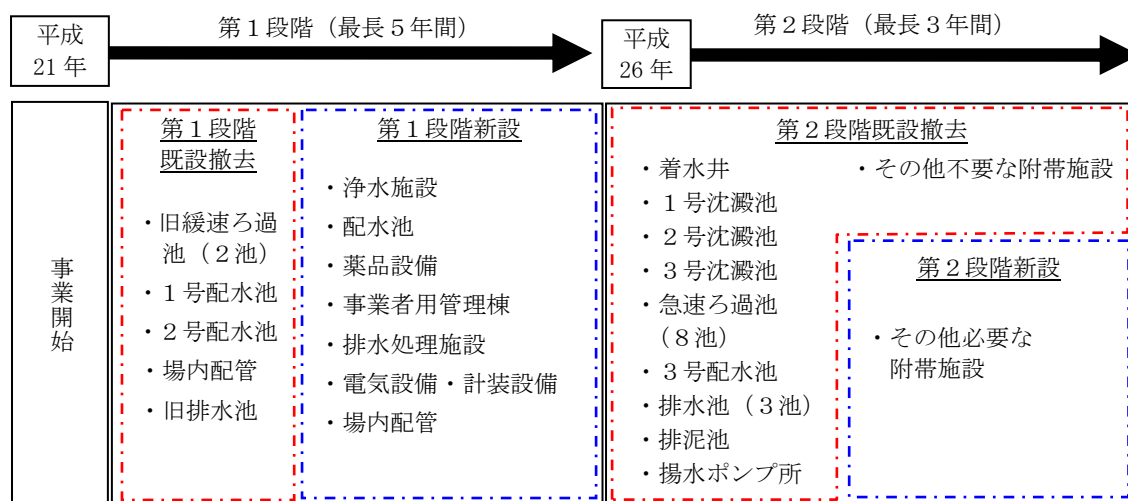 平成
21 年
第１段階（最長５年間）
平成
26 年
第２段階（最長３年間）
事業開始
第１段階
既設撤去
・旧緩速ろ過
池（２池）
・１号配水池
・２号配水池
・場内配管
・旧排水池
第１段階新設
・浄水施設
・配水池
・薬品設備
・事業者用管理棟
・排水処理施設
・電気設備・計装設備
・場内配管
第２段階既設撤去
・着水井
・１号沈澱池
・２号沈澱池
・３号沈澱池
・急速ろ過池
（８池）
・３号配水池
・排水池（３池）
・排泥池
・揚水ポンプ所
・その他不要な附帯施設
第２段階新設
・その他必要な
附帯施設